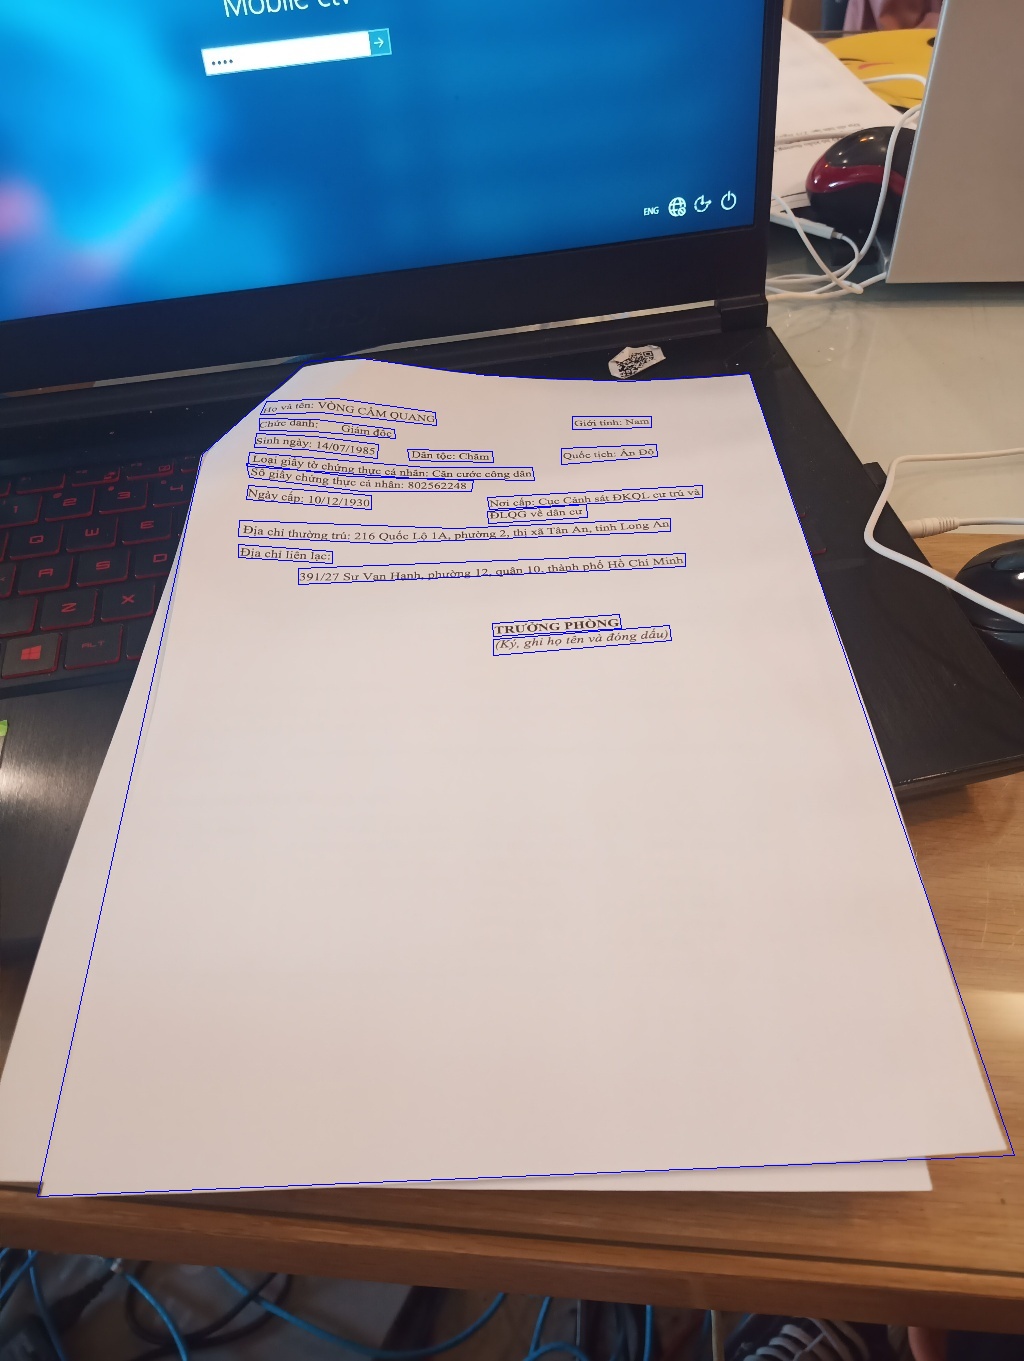 Mobile
ENG
Họ và tên: VÒNG CẨM QUANG
Giới tính: Nam
Chức danh: Giám đốc
Sinh ngày: 14/07/1985 Dân tộc: Chăm Quốc tịch: Ấn Độ
Loại giấy tờ chứng thực cá nhân: Căn cước công dân
Số giấy chứng thực cá nhân: 802562248
Ngày cấp: 10/12/1930 Nơi cấp: Cục Cảnh sát ĐKQL cư trú và
ĐLQG về dân cư
Địa chỉ thường trú: 216 Quốc Lộ 1A, phường 2, thị xã Tân An, tỉnh Long An
Địa chỉ liên lạc:
391/27 Sư Vạn Hạnh, phường 12, quận 10, thành phố Hồ Chí Minh
TRƯỞNG PHÒNG
(Ký, ghi họ tên và đóng dấu)